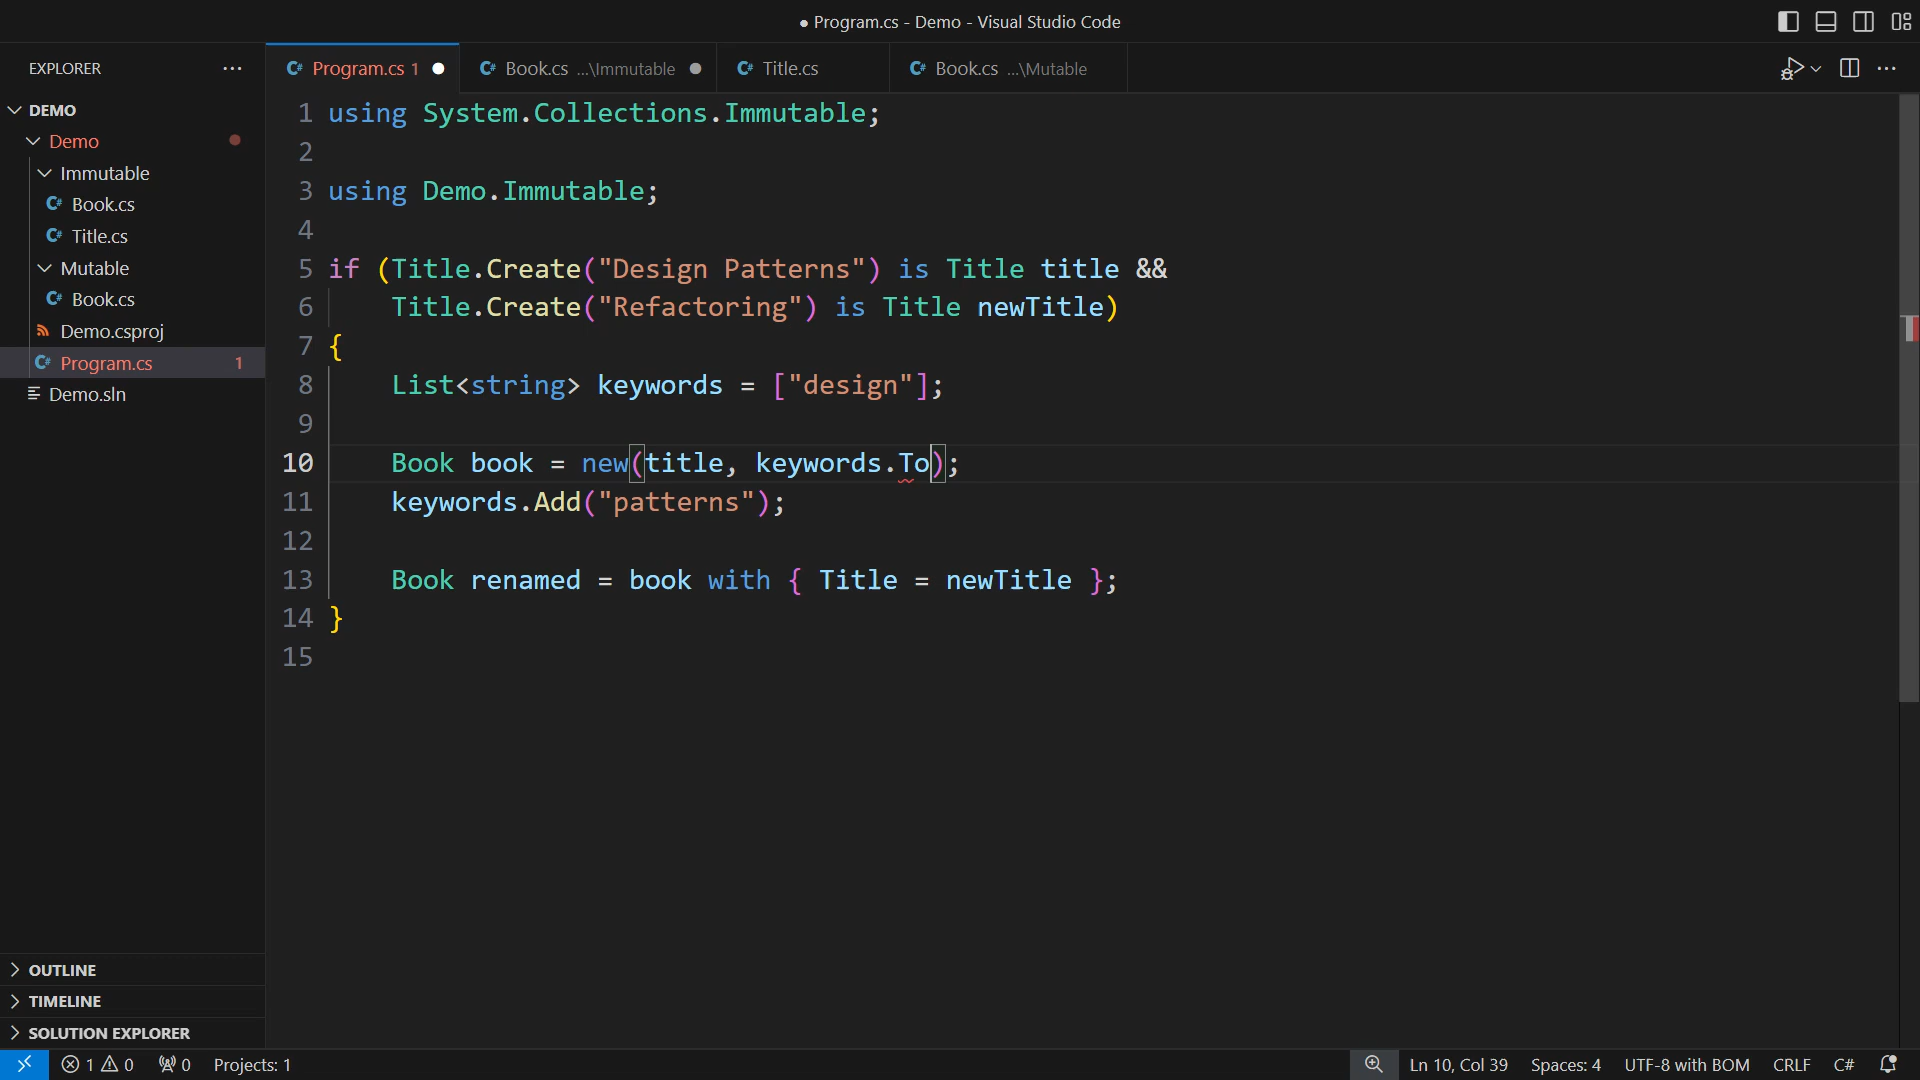 ● Program.cs - Demo - Visual Studio Code
EXPLORER
C# Program.cs 1
C# Book.cs ...\Immutable
C# Title.cs
C# Book.cs ...\Mutable
DEMO
Demo
Immutable
C# Book.cs
C# Title.cs
Mutable
C# Book.cs
Demo.csproj
C# Program.cs 1
Demo.sln
1 using System.Collections.Immutable;
2
3 using Demo.Immutable;
4
5 if (Title.Create("Design Patterns") is Title title &&
6 Title.Create("Refactoring") is Title newTitle)
7 {
8 List<string> keywords = ["design"];
9
10 Book book = new(title, keywords.To);
11 keywords.Add("patterns");
12
13 Book renamed = book with { Title = newTitle };
14 }
15
OUTLINE
TIMELINE
SOLUTION EXPLORER
1 0 0 Projects: 1
Ln 10, Col 39 Spaces: 4 UTF-8 with BOM CRLF C#